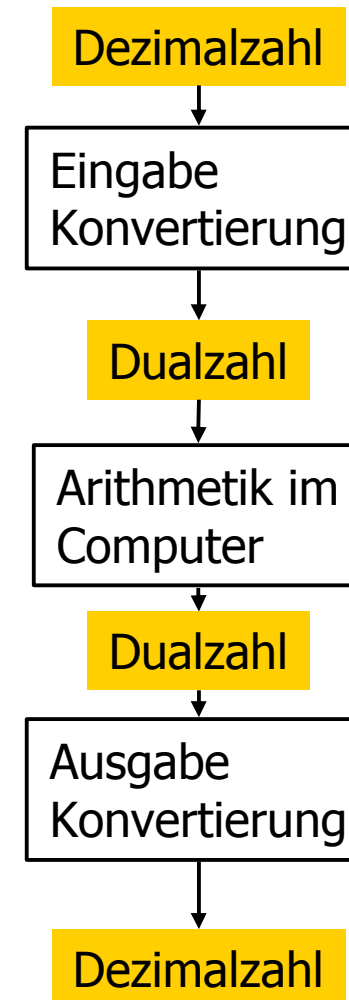 Dezimalzahl
Eingabe
Konvertierung
Dualzahl
Arithmetik im
Computer
Dualzahl
Ausgabe
Konvertierung
Dezimalzahl